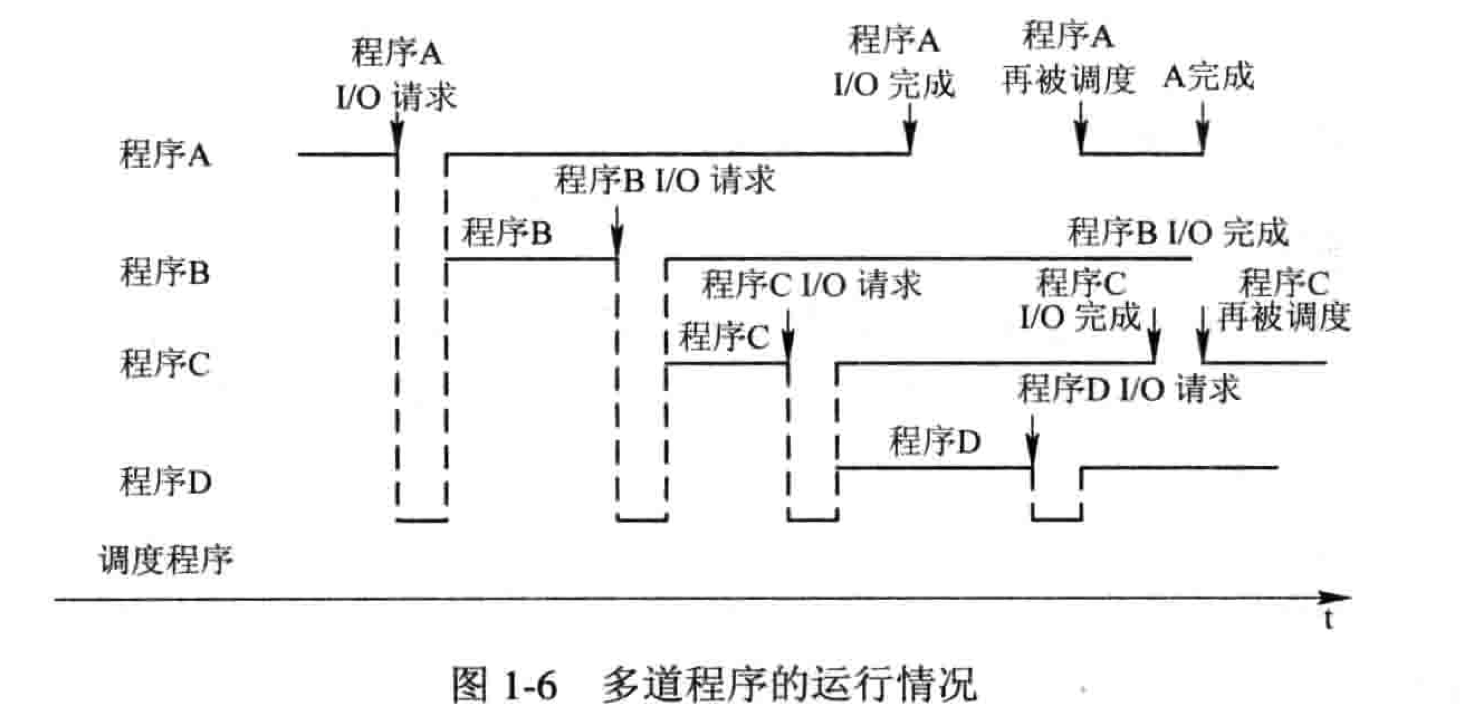 程序A
I/O 请求
程序A
I/O 完成
程序A
再被调度
A完成
程序A
程序B I/O 请求
程序B
程序B I/O 完成
程序B
程序C I/O 请求
程序C
I/O 完成
程序C
再被调度
程序C
程序C
程序D I/O 请求
程序D
程序D
调度程序
t
图 1-6 多道程序的运行情况